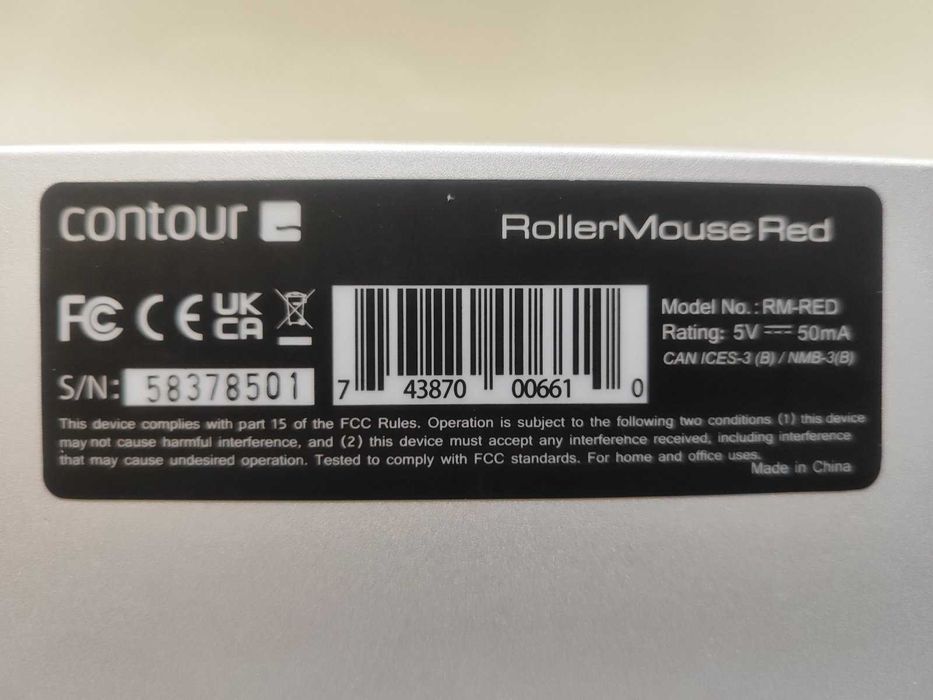 contour
RollerMouse Red
FC CE UK
CA
Model No.: RM-RED
Rating: 5V 50mA
CAN ICES-3 (B) / NMB-3(B)
S/N: 58378501
7 43870 00661 0
This device complies with part 15 of the FCC Rules. Operation is subject to the following two conditions (1) this device
may not cause harmful interference, and (2) this device must accept any interference received, including interference
that may cause undesired operation. Tested to comply with FCC standards. For home and office uses.
Made in China